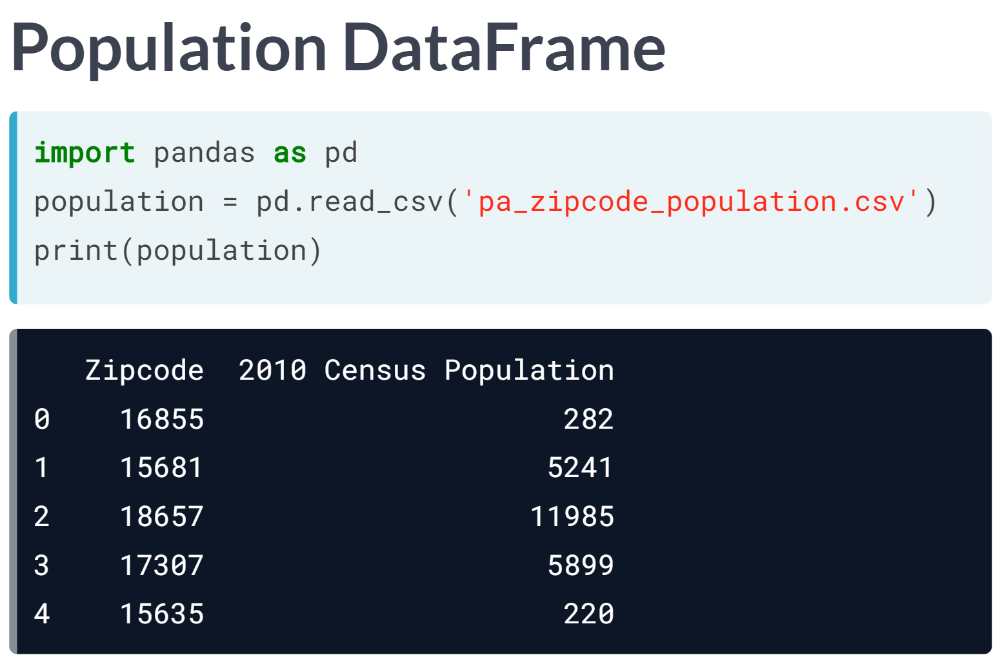 Population DataFrame
import pandas as pd
population = pd.read_csv('pa_zipcode_population.csv')
print(population)
Zipcode 2010 Census Population
0 16855 282
1 15681 5241
2 18657 11985
3 17307 5899
4 15635 220